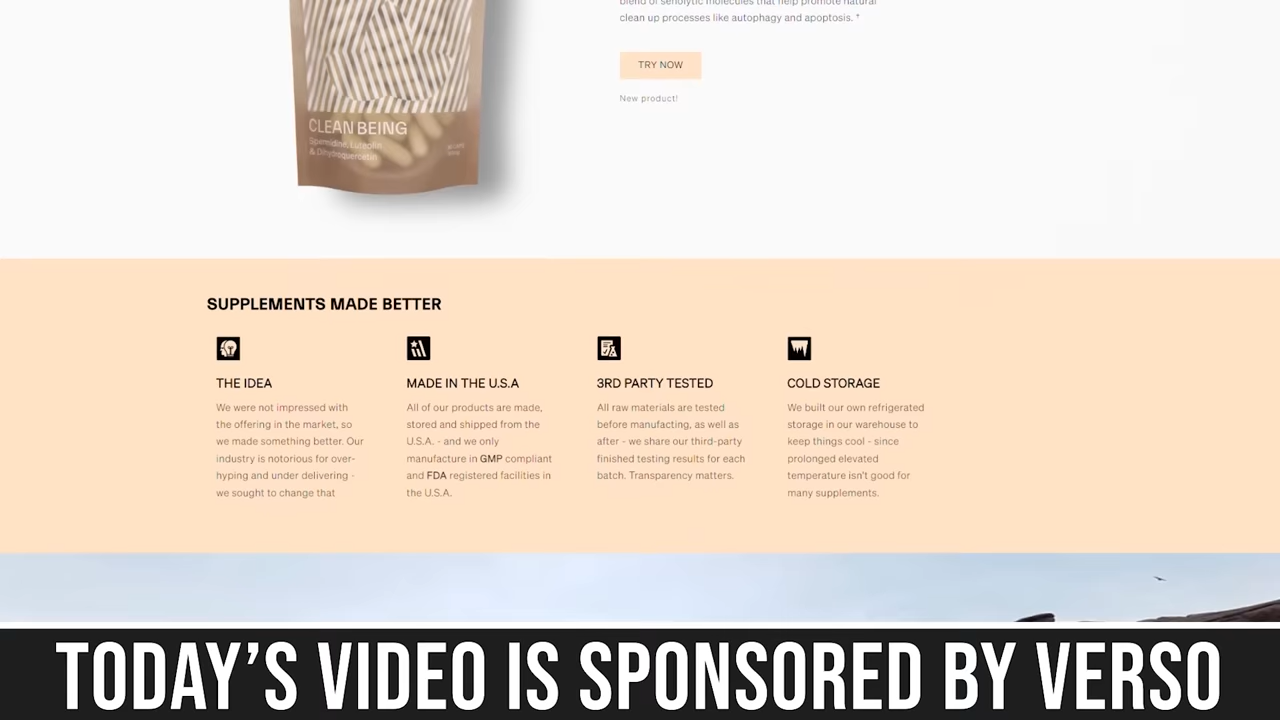 blend of senolytic molecules that help promote natural
clean up processes like autophagy and apoptosis. *
TRY NOW
New product!
CLEAN BEING
Spermidine, Luteolin
& Dihydroquercetin
SUPPLEMENTS MADE BETTER
THE IDEA
We were not impressed with
the offering in the market, so
we made something better. Our
industry is notorious for over-
hyping and under delivering -
we sought to change that
MADE IN THE U.S.A
All of our products are made,
stored and shipped from the
U.S.A. - and we only
manufacture in GMP compliant
and FDA registered facilities in
the U.S.A.
3RD PARTY TESTED
All raw materials are tested
before manufacting, as well as
after - we share our third-party
finished testing results for each
batch. Transparency matters.
COLD STORAGE
We built our own refrigerated
storage in our warehouse to
keep things cool - since
prolonged elevated
temperature isn't good for
many supplements.
TODAY'S VIDEO IS SPONSORED BY VERSO